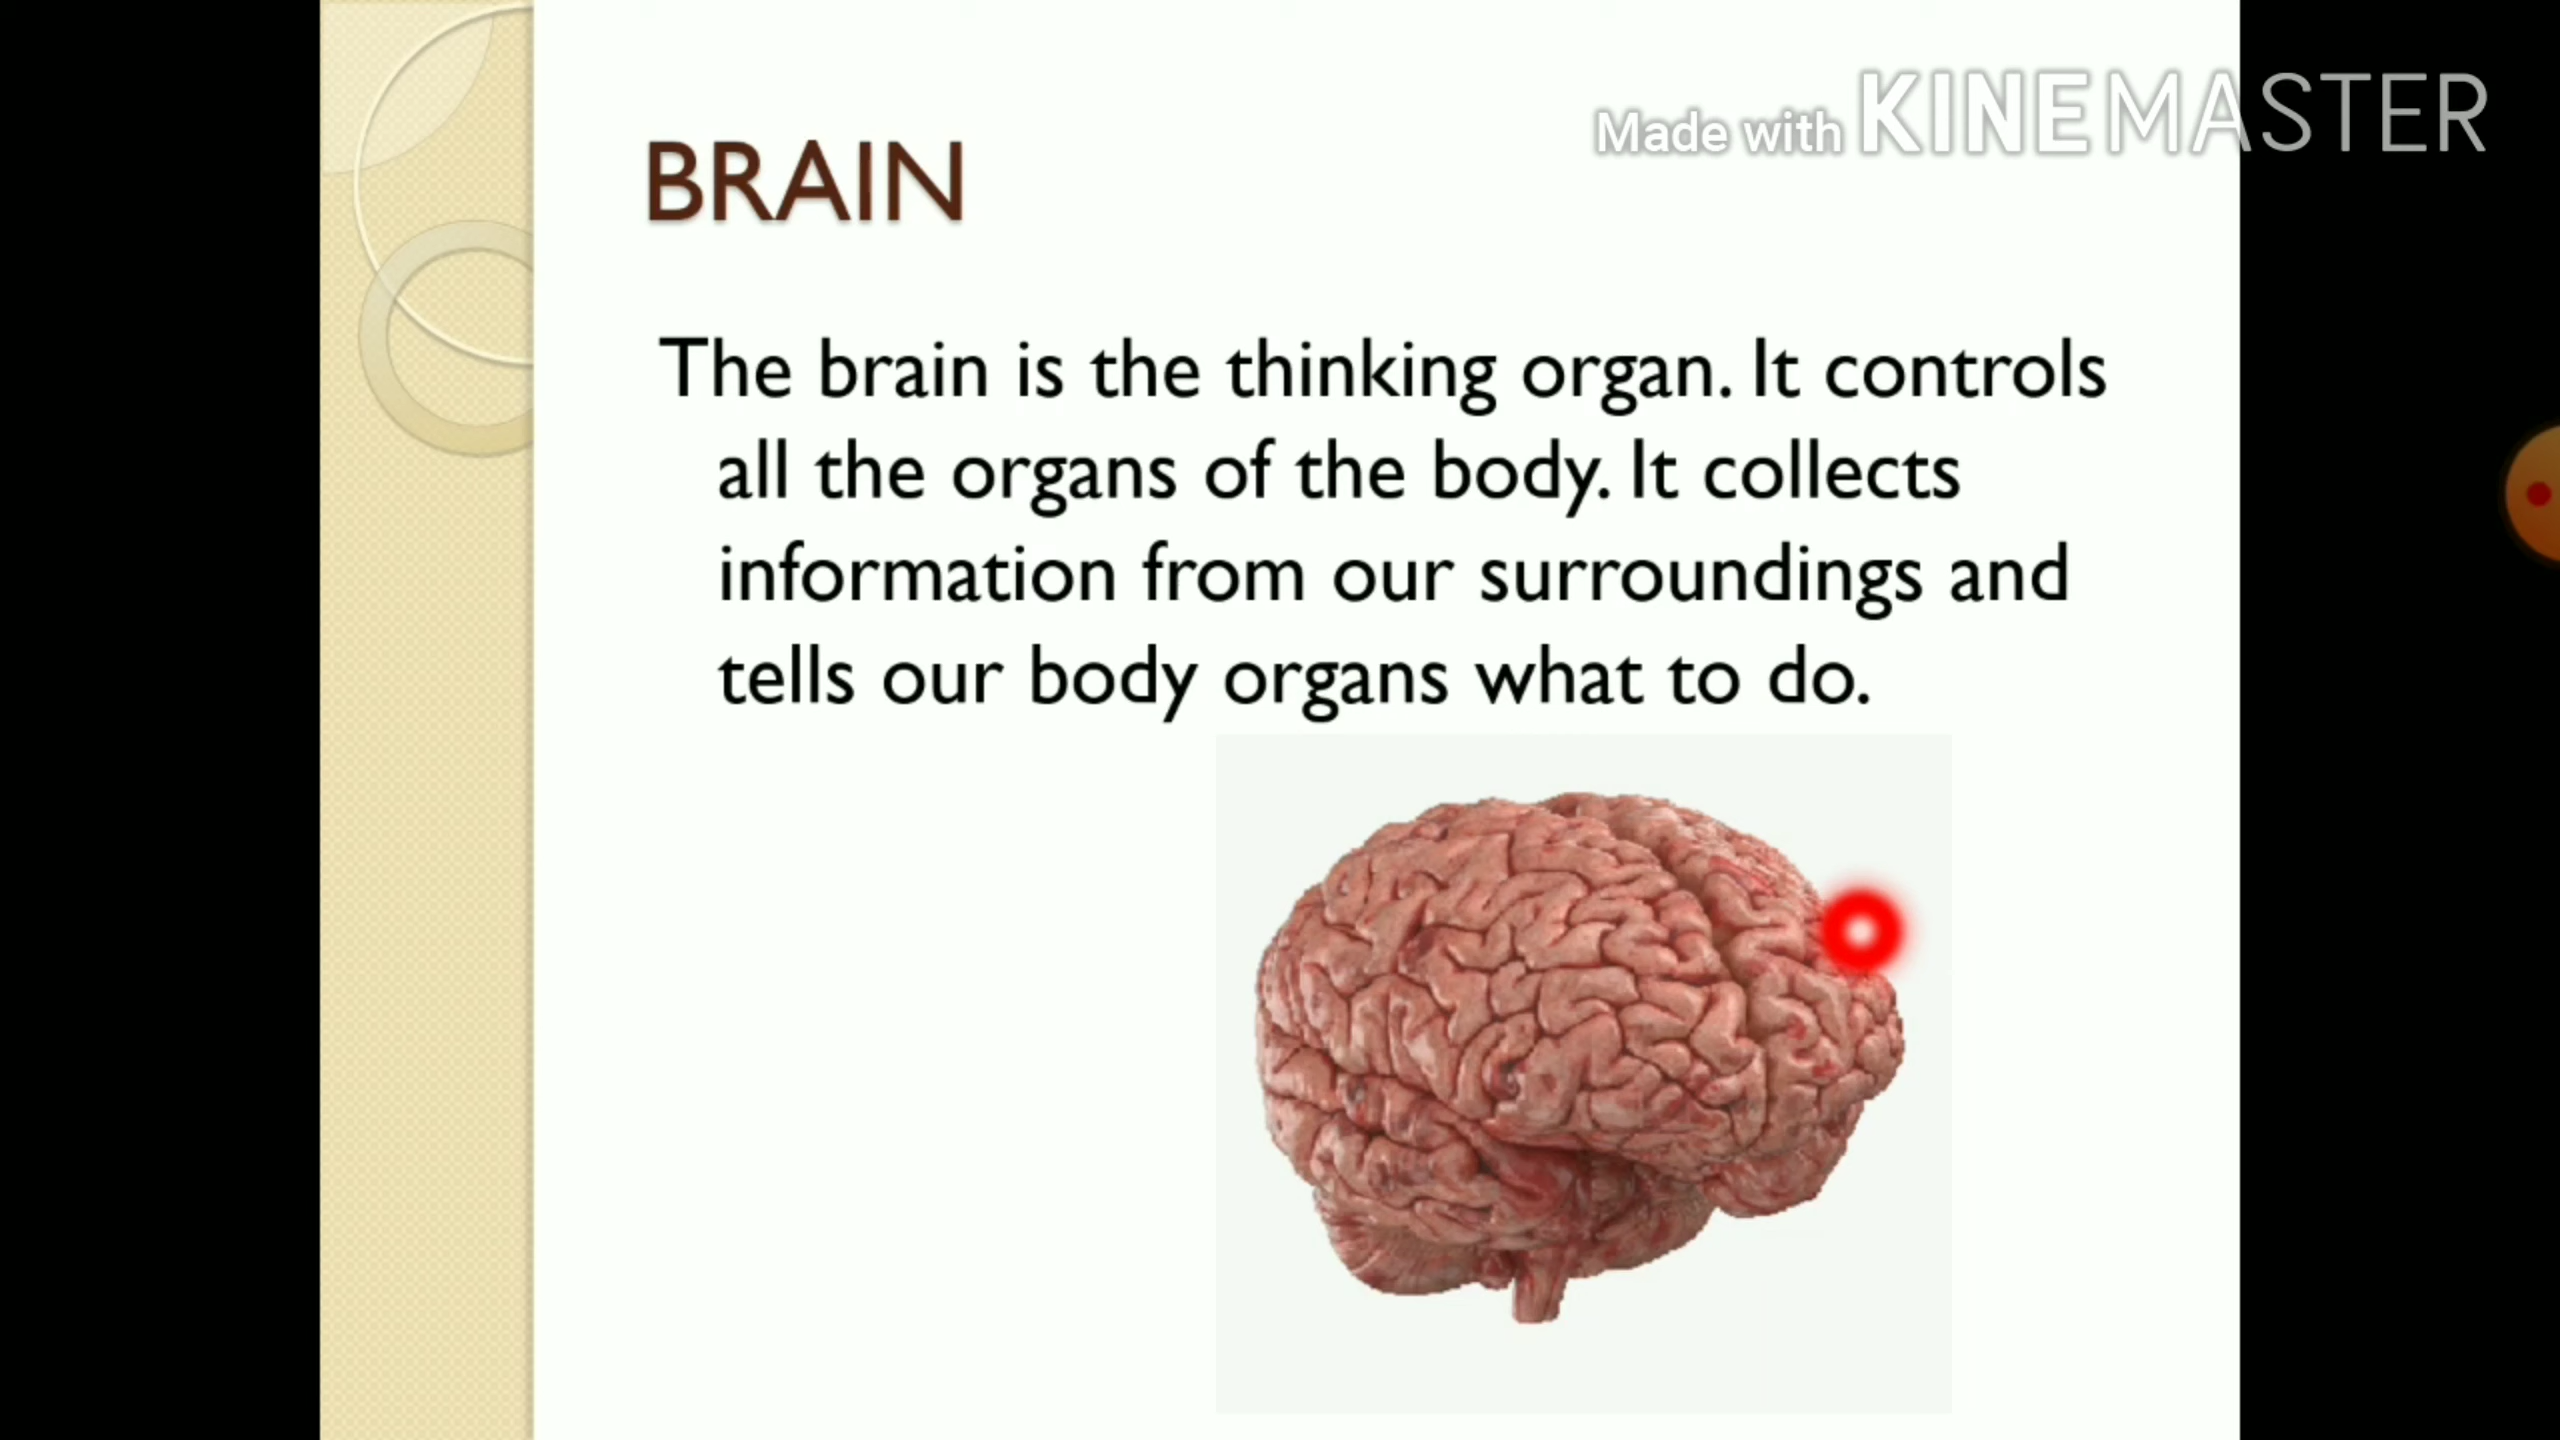 Made with KINEMASTER
BRAIN
The brain is the thinking organ. It controls
all the organs of the body. It collects
information from our surroundings and
tells our body organs what to do.